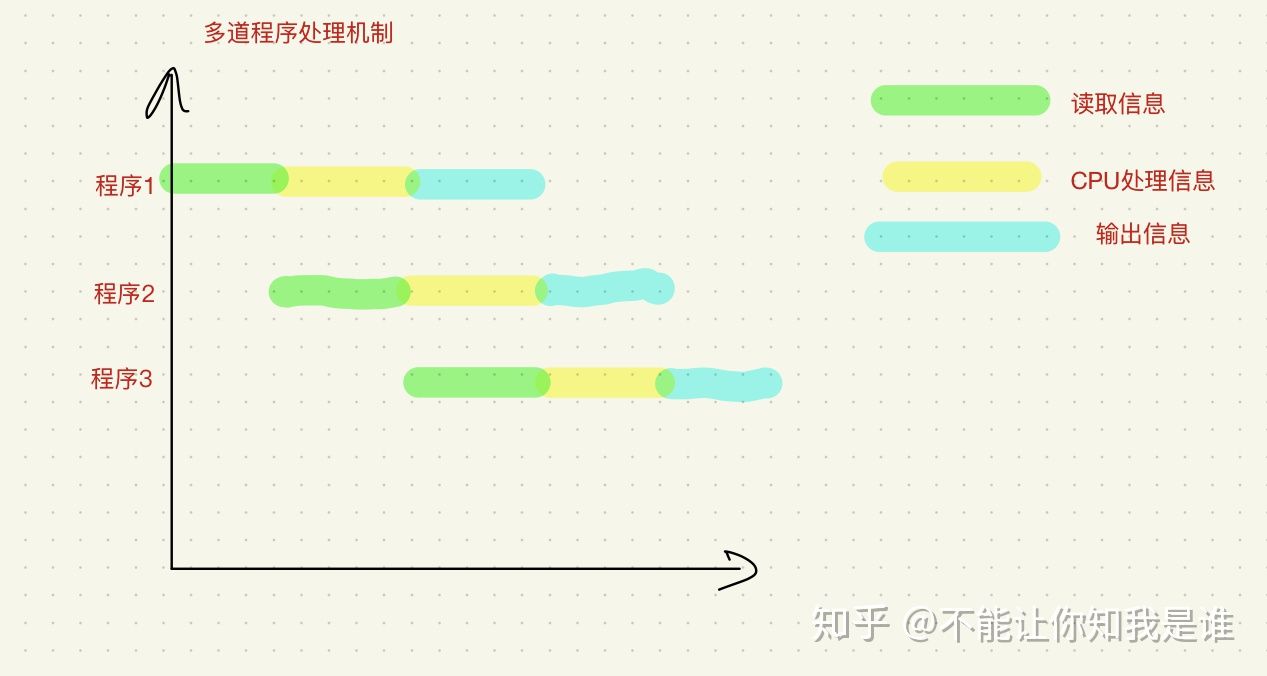 多道程序处理机制
读取信息
程序1
CPU处理信息
输出信息
程序2
程序3
知乎 @不能让你知我是谁